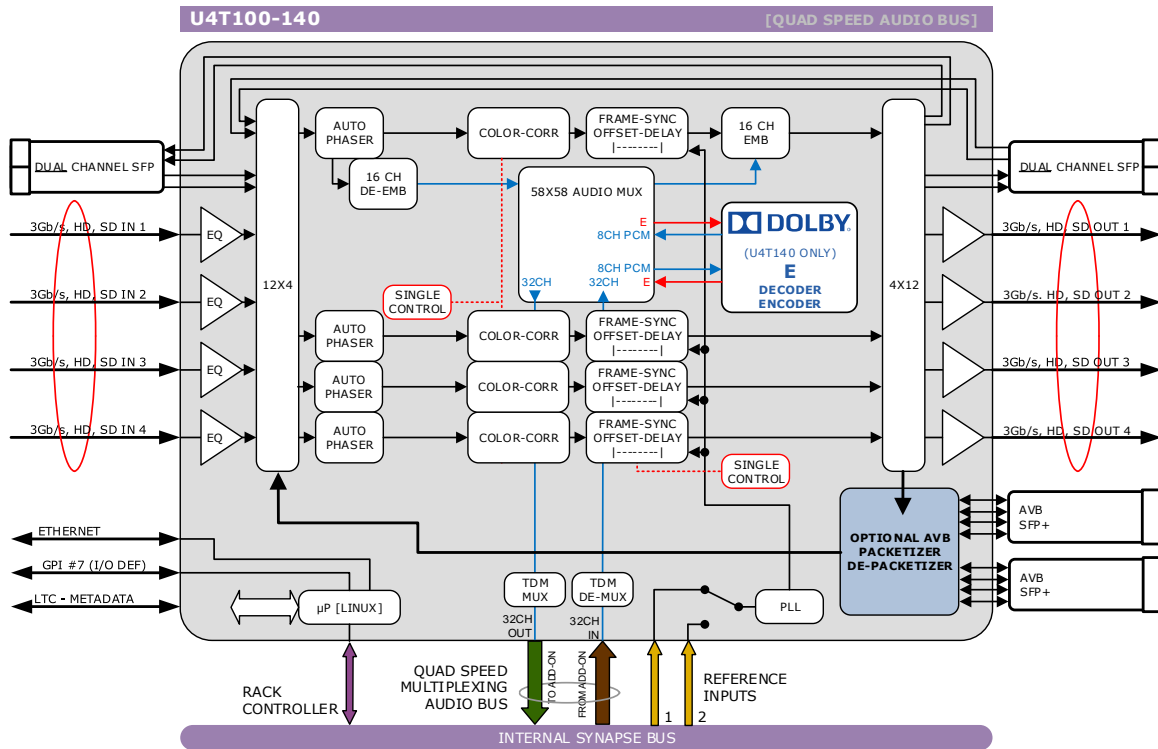 U4T100-140
[QUAD SPEED AUDIO BUS]
DUAL CHANNEL SFP
12X4
AUTO
PHASER
16 CH
DE-EMB
COLOR-CORR
FRAME-SYNC
OFFSET-DELAY
|--------|
16 CH
EMB
4X12
DUAL CHANNEL SFP
58X58 AUDIO MUX
E
8CH PCM
8CH PCM
32CH
32CH
E
DOLBY®
(U4T140 ONLY)
E
DECODER
ENCODER
3Gb/s, HD, SD IN 1
EQ
3Gb/s, HD, SD IN 2
EQ
3Gb/s, HD, SD IN 3
EQ
3Gb/s, HD, SD IN 4
EQ
3Gb/s, HD, SD OUT 1
3Gb/s. HD, SD OUT 2
3Gb/s, HD, SD OUT 3
3Gb/s, HD, SD OUT 4
SINGLE
CONTROL
AUTO
PHASER
COLOR-CORR
FRAME-SYNC
OFFSET-DELAY
|--------|
AUTO
PHASER
COLOR-CORR
FRAME-SYNC
OFFSET-DELAY
|--------|
AUTO
PHASER
COLOR-CORR
FRAME-SYNC
OFFSET-DELAY
|--------|
SINGLE
CONTROL
OPTIONAL AVB
PACKETIZER
DE-PACKETIZER
AVB
SFP+
AVB
SFP+
ETHERNET
GPI #7 (I/O DEF)
LTC - METADATA
µP [LINUX]
TDM
MUX
TDM
DE-MUX
PLL
32CH
OUT
32CH
IN
RACK
CONTROLLER
QUAD SPEED
MULTIPLEXING
AUDIO BUS
TO ADD-ON
FROM ADD-ON
REFERENCE
INPUTS
1
2
INTERNAL SYNAPSE BUS